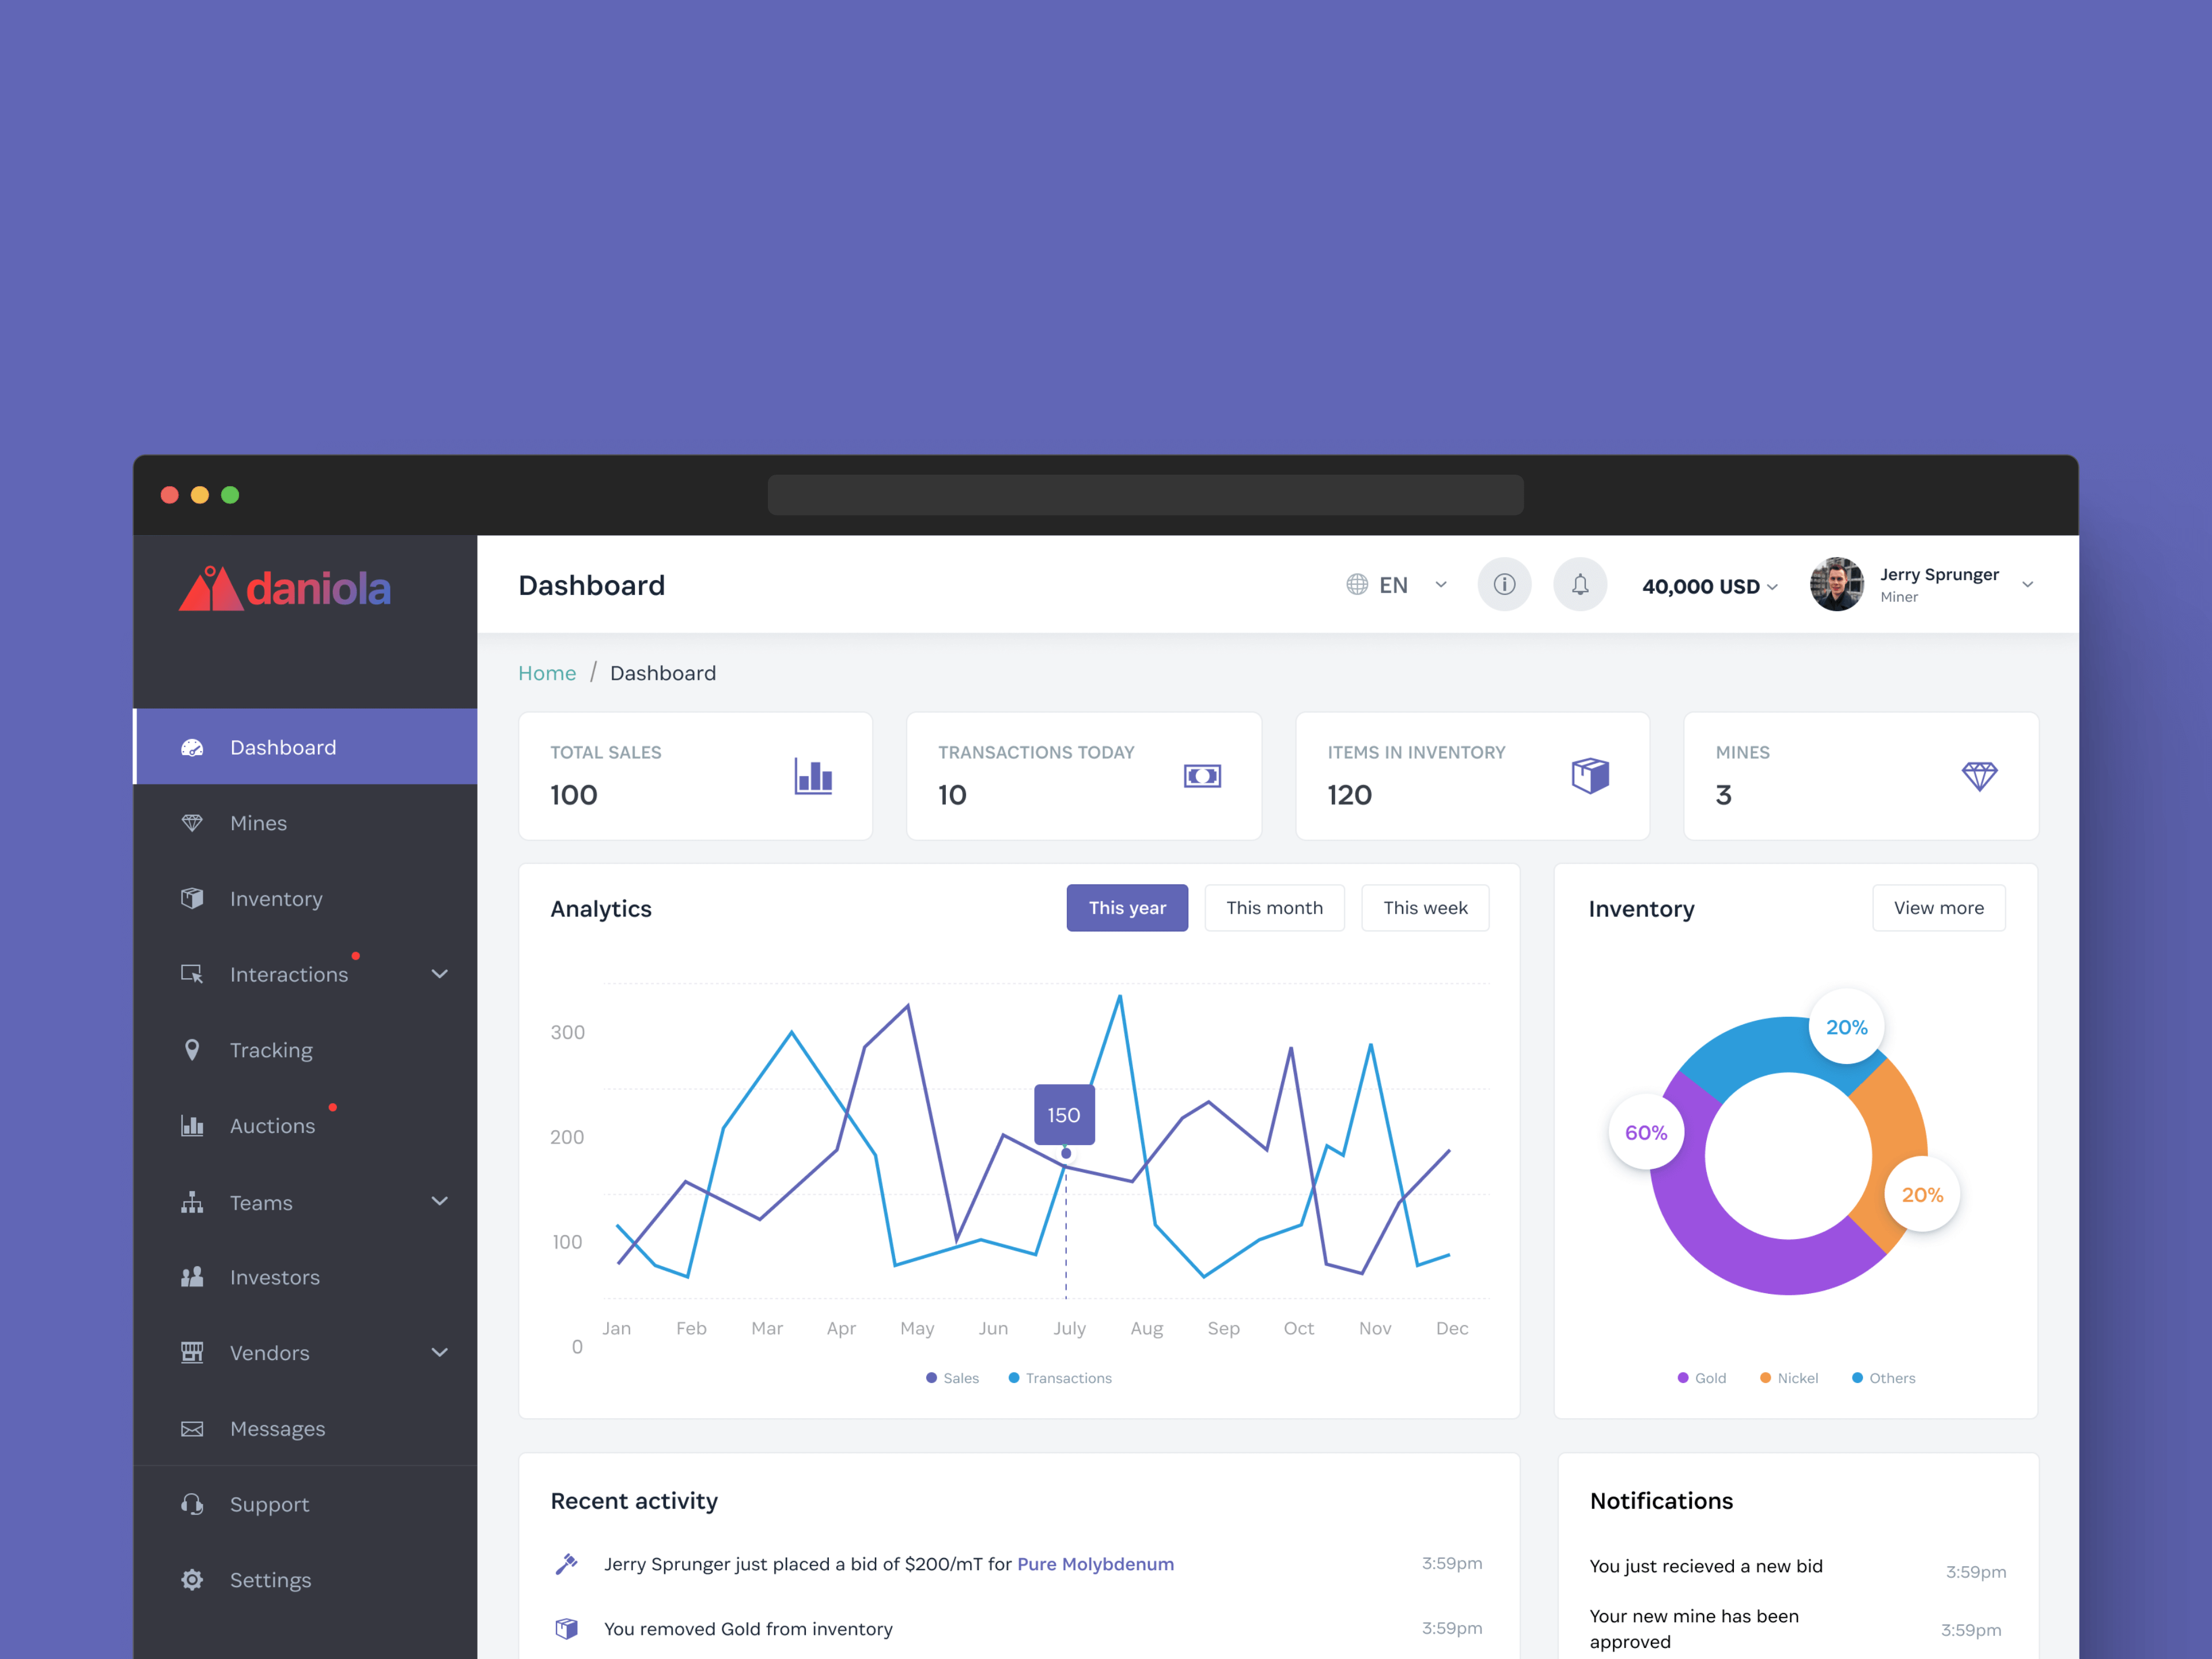 daniola
Dashboard
EN
40,000 USD
Jerry Sprunger
Miner
Home / Dashboard
Dashboard
Mines
Inventory
Interactions
Tracking
Auctions
Teams
Investors
Vendors
Messages
Support
Settings
TOTAL SALES
100
TRANSACTIONS TODAY
10
ITEMS IN INVENTORY
120
MINES
3
Analytics
This year
This month
This week
300
200
100
0
150
Jan Feb Mar Apr May Jun July Aug Sep Oct Nov Dec
Sales Transactions
Inventory
View more
20%
60%
20%
Gold Nickel Others
Recent activity
Jerry Sprunger just placed a bid of $200/mT for Pure Molybdenum 3:59pm
You removed Gold from inventory 3:59pm
Notifications
You just recieved a new bid 3:59pm
Your new mine has been
approved
3:59pm